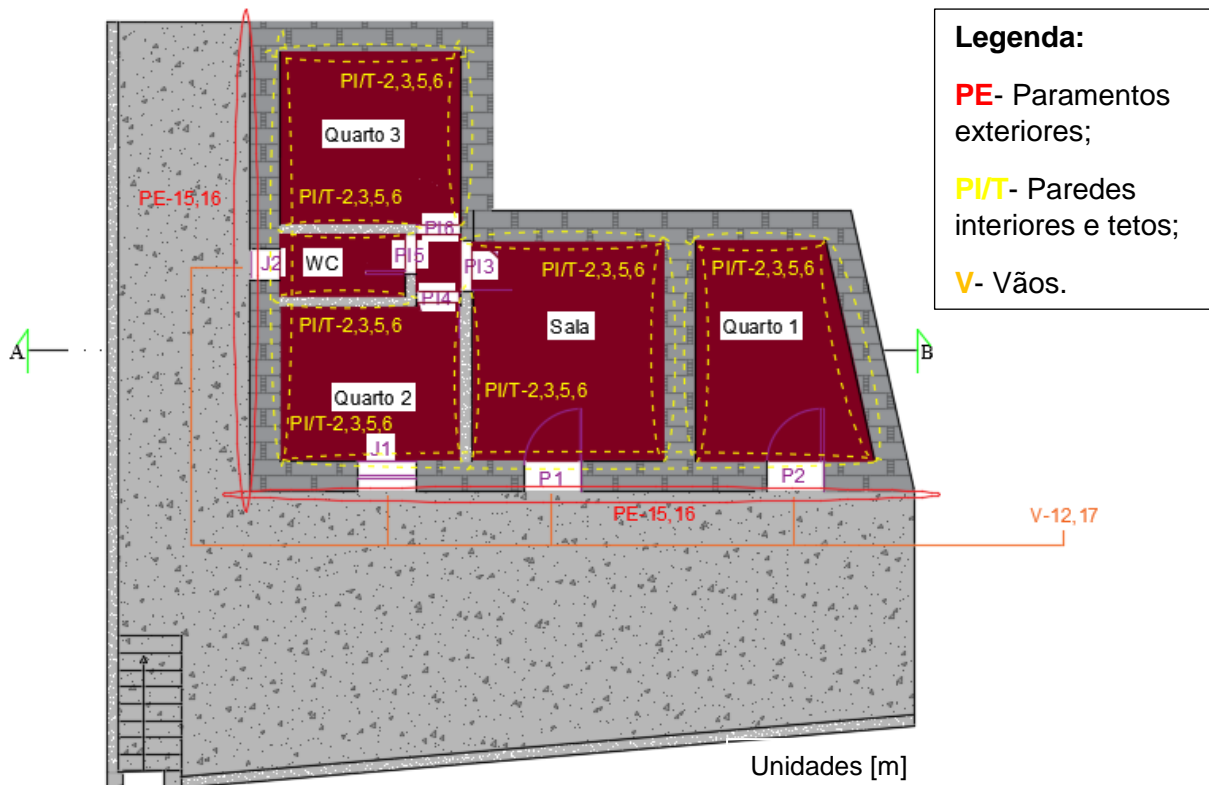 PI/T-2,3,5,6
Quarto 3
PE-15,16
PI/T-2,3,5,6
PI6
J2
WC
PI5
PI3
PI4
PI/T-2,3,5,6
PI/T-2,3,5,6
PI/T-2,3,5,6
Sala
Quarto 1
A
B
Quarto 2
PI/T-2,3,5,6
PI/T-2,3,5,6
J1
P1
P2
PE-15,16
V-12,17
Unidades [m]
Legenda:
PE- Paramentos
exteriores;
PI/T- Paredes
interiores e tetos;
V- Vãos.